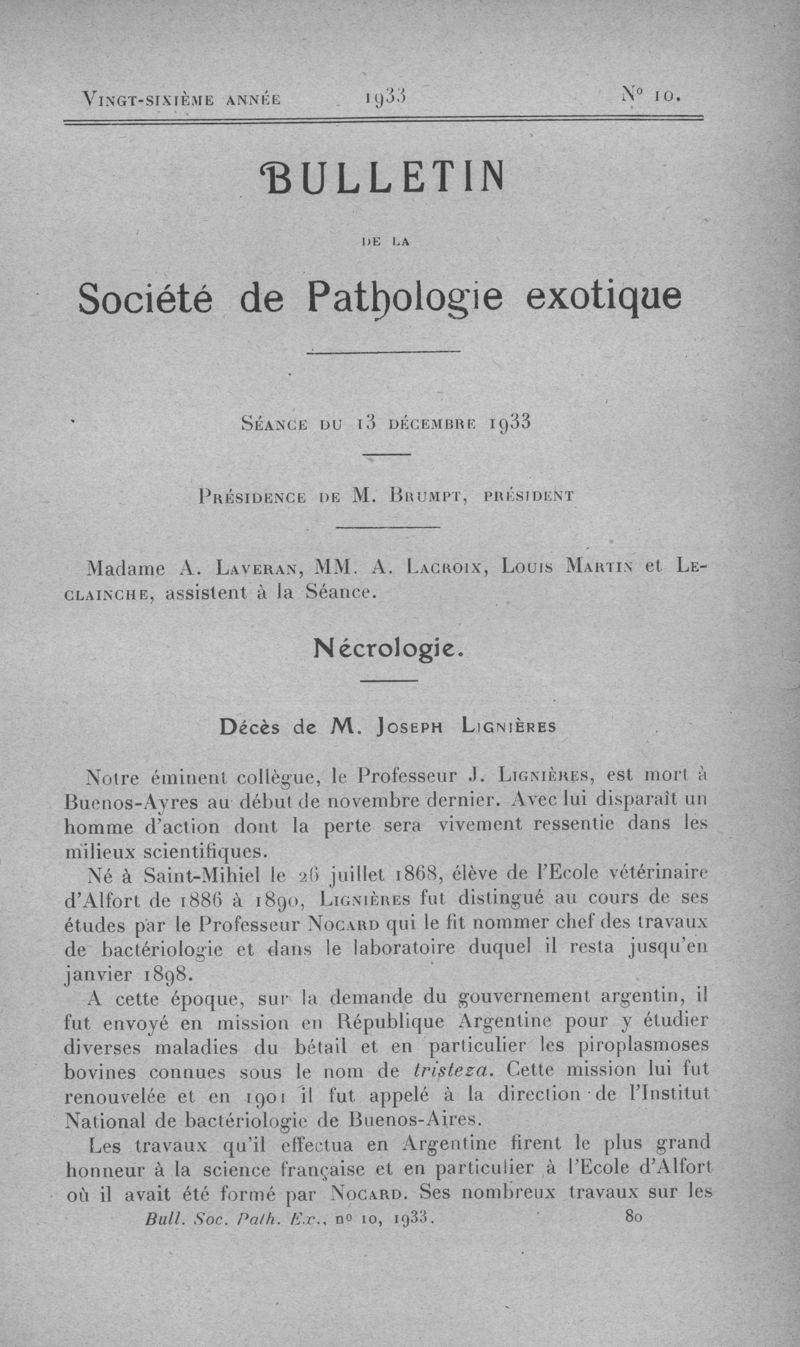 VINGT-SIXIÈME ANNÉE 1933 N° 10.
BULLETIN
DE LA
Société de Pathologie exotique
SÉANCE DU 13 DÉCEMBRE 1933
PRÉSIDENCE DE M. BRUMPT, PRÉSIDENT
Madame A. LAVERAN, MM. A. LACROIX, LOUIS MARTIN et LE-
CLAINCHE, assistent à la Séance.
Nécrologie.
Décès de M. JOSEPH LIGNIÈRES
Notre éminent collègue, le Professeur J. LIGNIÈRES, est mort à
Buenos-Ayres au début de novembre dernier. Avec lui disparaît un
homme d'action dont la perte sera vivement ressentie dans les
milieux scientifiques.
Né à Saint-Mihiel le 26 juillet 1868, élève de l'Ecole vétérinaire
d'Alfort de 1886 à 1890, LIGNIÈRES fut distingué au cours de ses
études par le Professeur NOCARD qui le fit nommer chef des travaux
de bactériologie et dans le laboratoire duquel il resta jusqu'en
janvier 1898.
A cette époque, sur la demande du gouvernement argentin, il
fut envoyé en mission en République Argentine pour y étudier
diverses maladies du bétail et en particulier les piroplasmoses
bovines connues sous le nom de tristeza. Cette mission lui fut
renouvelée et en 1901 il fut appelé à la direction de l'Institut
National de bactériologie de Buenos-Aires.
Les travaux qu'il effectua en Argentine firent le plus grand
honneur à la science française et en particulier à l'Ecole d'Alfort
où il avait été formé par NOCARD. Ses nombreux travaux sur les
Bull. Soc. Path. Ex., n° 10, 1933. 80